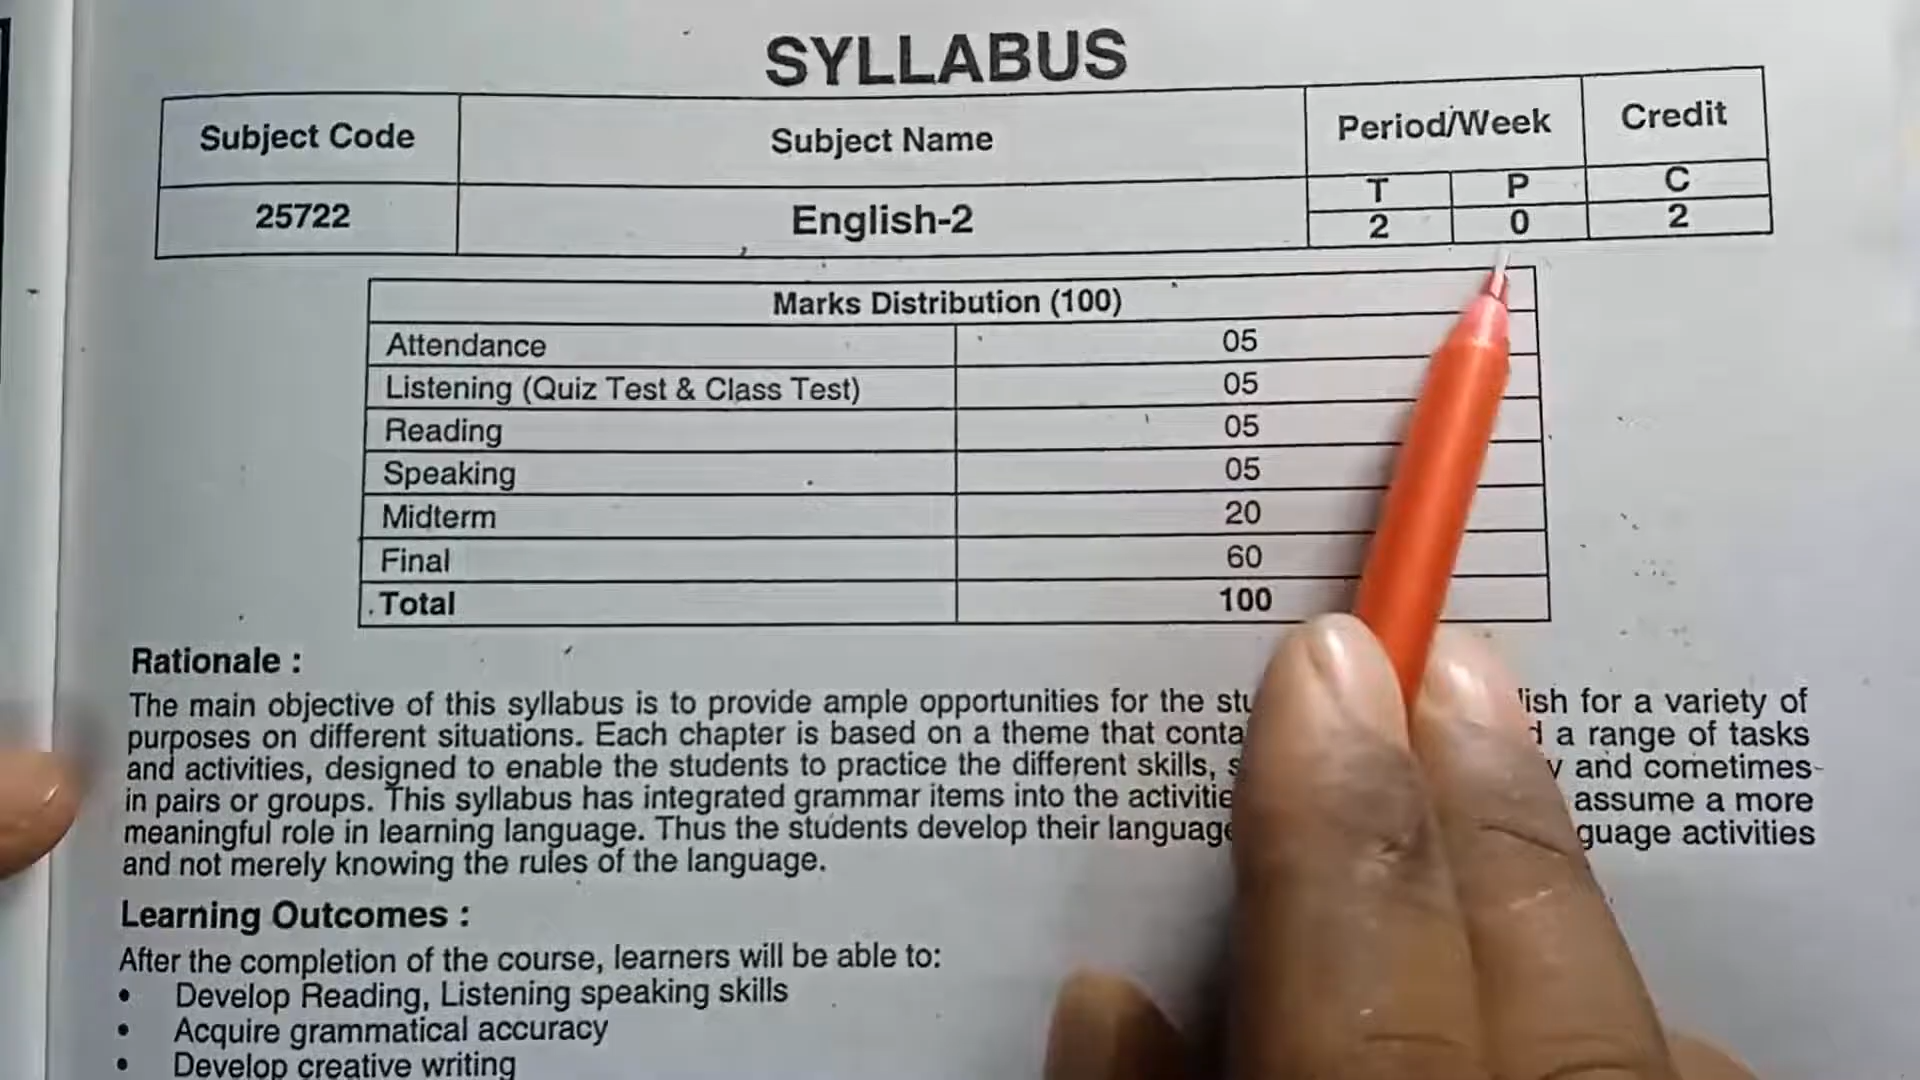 SYLLABUS
Subject Code Subject Name Period/Week Credit
T P C
25722 English-2 2 0 2
Marks Distribution (100)
Attendance 05
Listening (Quiz Test & Class Test) 05
Reading 05
Speaking 05
Midterm 20
Final 60
Total 100
Rationale :
The main objective of this syllabus is to provide ample opportunities for the for a variety of
purposes on different situations. Each chapter is based on a theme that a range of tasks
and activities, designed to enable the students to practice the different skills, and cometimes
in pairs or groups. This syllabus has integrated grammar items into the assume a more
meaningful role in learning language. Thus the students develop their language activities
and not merely knowing the rules of the language.
Learning Outcomes :
After the completion of the course, learners will be able to:
• Develop Reading, Listening speaking skills
• Acquire grammatical accuracy
• Develop creative writing